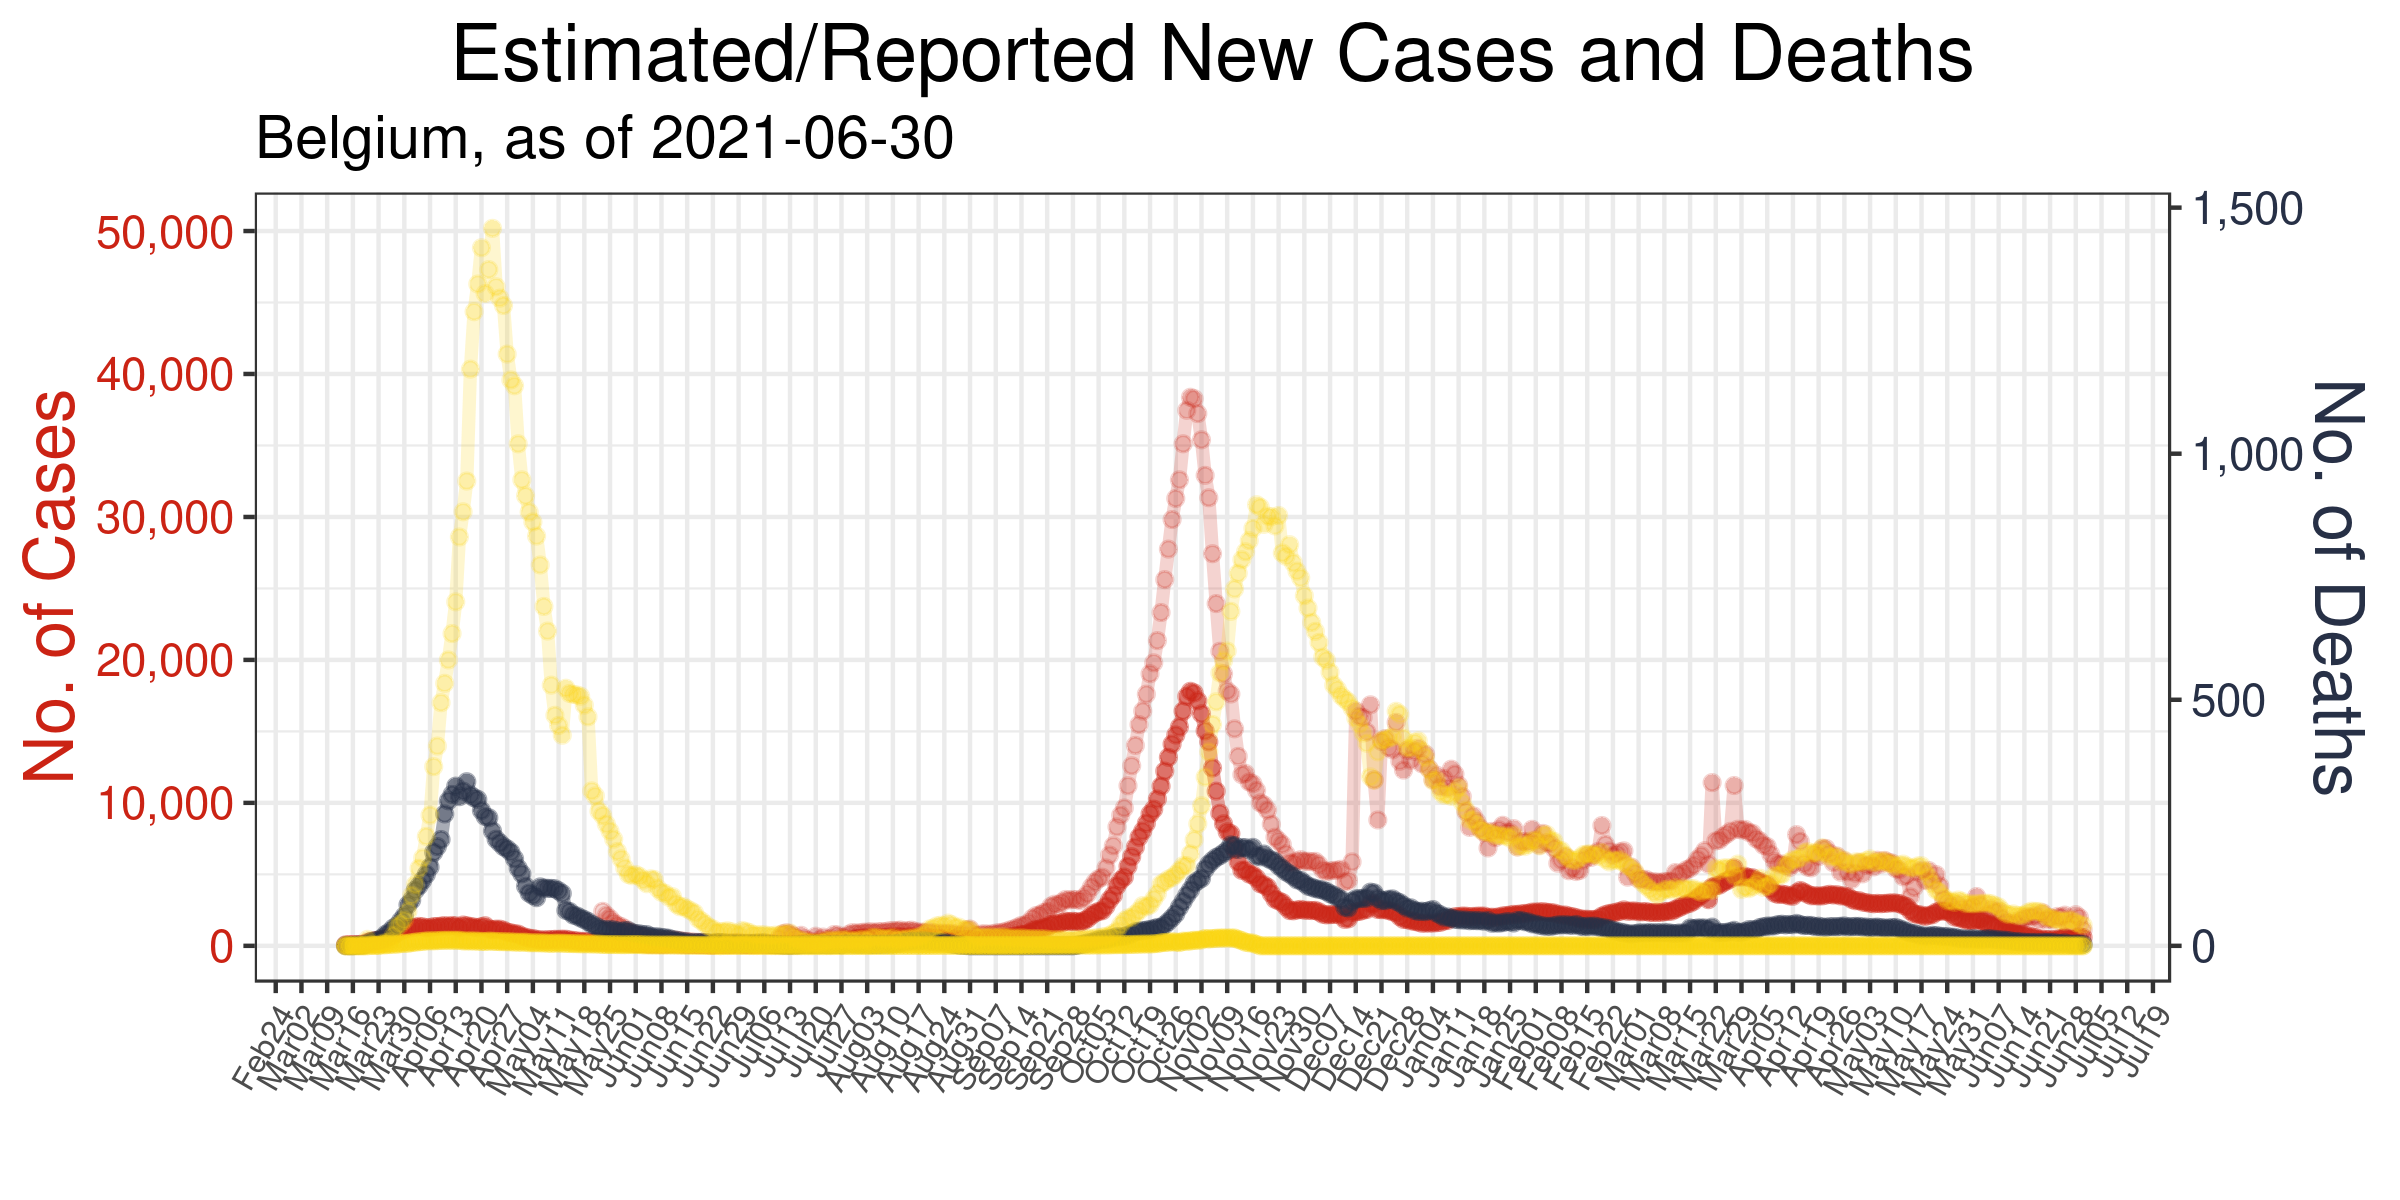 Estimated/Reported New Cases and Deaths
Belgium, as of 2021-06-30
No. of Cases
50,000
40,000
30,000
20,000
10,000
0
1,500
1,000
500
0
No. of Deaths
Feb24
Mar02
Mar09
Mar16
Mar23
Mar30
Apr06
Apr13
Apr20
Apr27
May04
May11
May18
May25
Jun01
Jun08
Jun15
Jun22
Jun29
Jul06
Jul13
Jul20
Jul27
Aug03
Aug10
Aug17
Aug24
Aug31
Sep07
Sep14
Sep21
Sep28
Oct05
Oct12
Oct19
Oct26
Nov02
Nov09
Nov16
Nov23
Nov30
Dec07
Dec14
Dec21
Dec28
Jan04
Jan11
Jan18
Jan25
Feb01
Feb08
Feb15
Feb22
Mar01
Mar08
Mar15
Mar22
Mar29
Apr05
Apr12
Apr19
Apr26
May03
May10
May17
May24
May31
Jun07
Jun14
Jun21
Jun28
Jul05
Jul12
Jul19